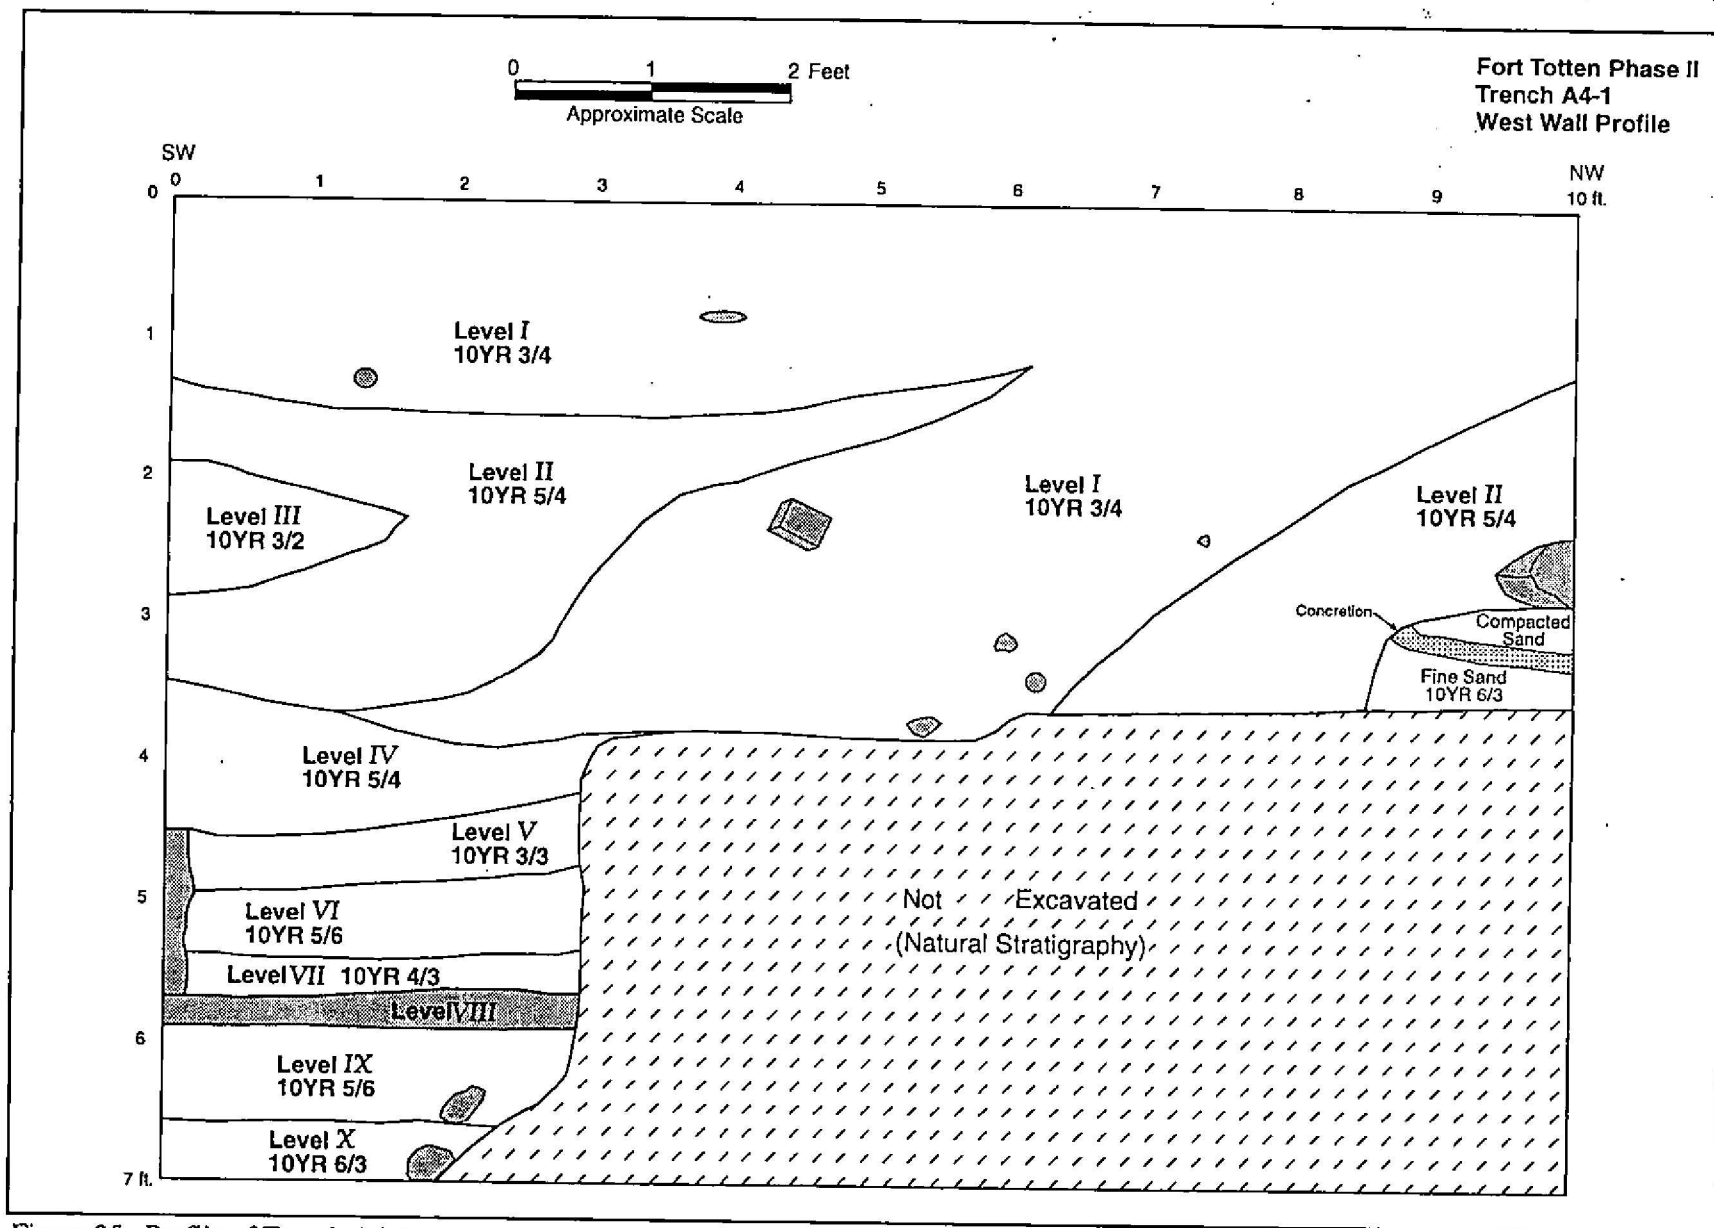 0 1 2 Feet
Approximate Scale
Fort Totten Phase II
Trench A4-1
West Wall Profile
SW
NW
0 1 2 3 4 5 6 7 8 9 10 ft.
0
1
2
3
4
5
6
7 ft.
Level I
10YR 3/4
Level II
10YR 5/4
Level III
10YR 3/2
Level I
10YR 3/4
Level II
10YR 5/4
Concretion
Compacted
Sand
Fine Sand
10YR 6/3
Level IV
10YR 5/4
Level V
10YR 3/3
Level VI
10YR 5/6
Level VII 10YR 4/3
Level VIII
Level IX
10YR 5/6
Level X
10YR 6/3
Not Excavated
(Natural Stratigraphy)